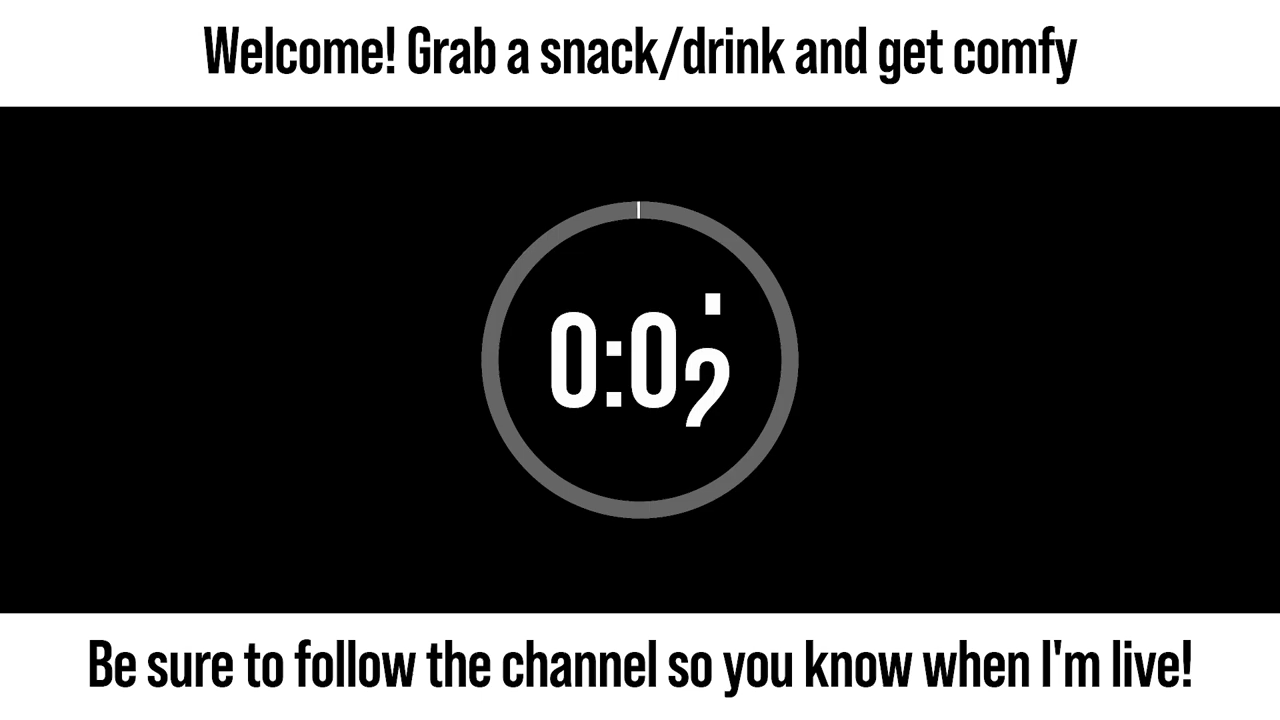 Welcome! Grab a snack/drink and get comfy
0:02
Be sure to follow the channel so you know when I'm live!